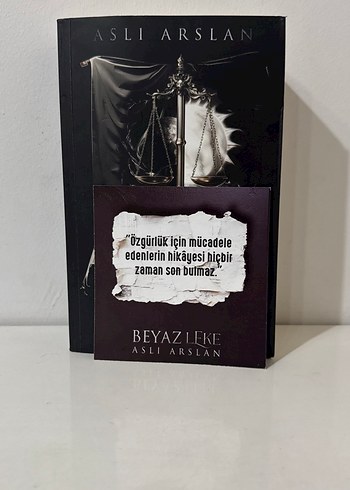 ASLI ARSLAN
"Özgürlük için mücadele
edenlerin hikâyesi hiçbir
zaman son bulmaz."
BEYAZ LEKE
ASLI ARSLAN